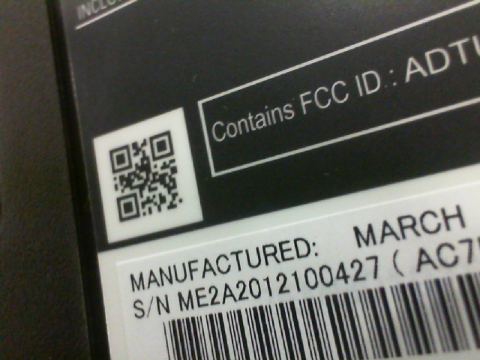 Contains FCC ID : ADT
MANUFACTURED: MARCH
S/N ME2A2012100427 ( AC7